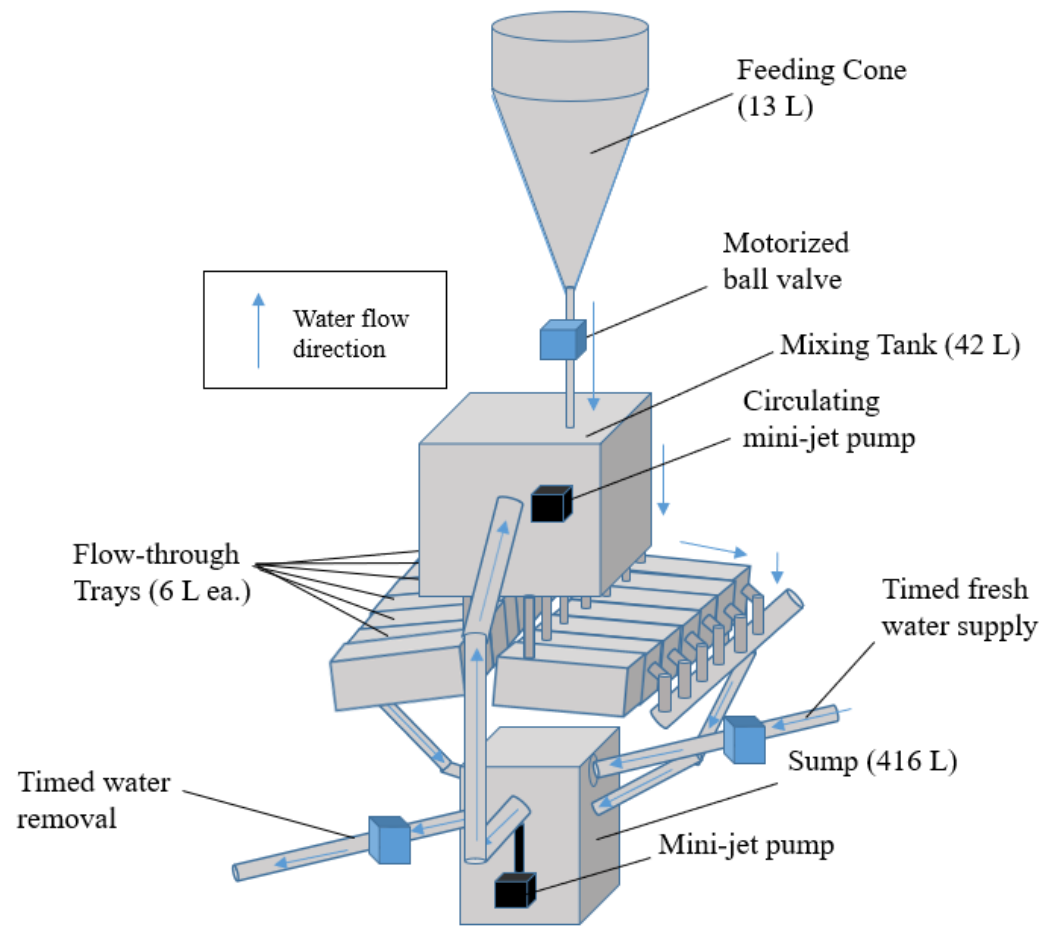 Feeding Cone
(13 L)
Motorized
ball valve
Water flow
direction
Mixing Tank (42 L)
Circulating
mini-jet pump
Flow-through
Trays (6 L ea.)
Timed fresh
water supply
Sump (416 L)
Timed water
removal
Mini-jet pump